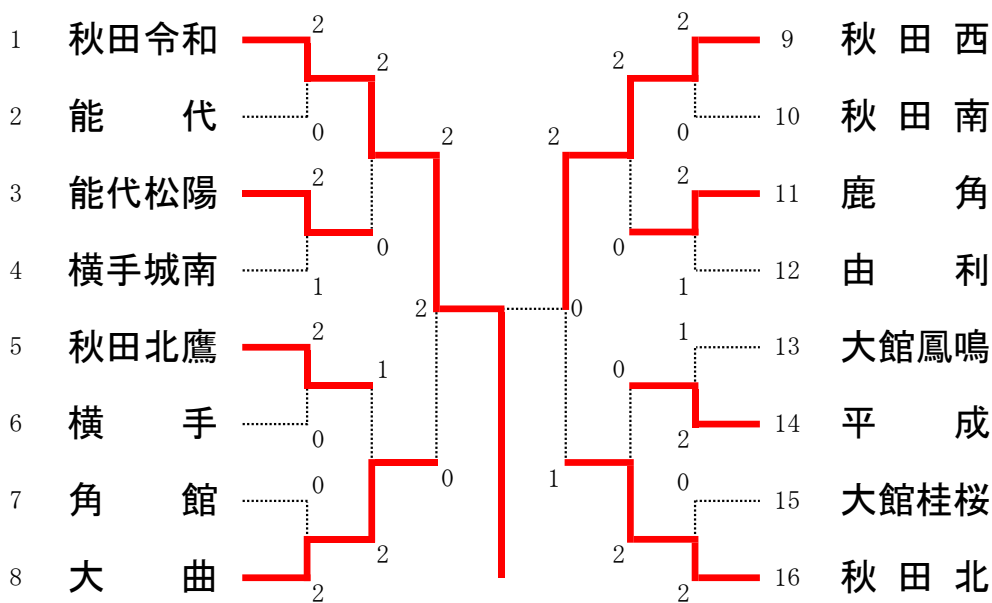 2 2
1 秋田令和 9 秋田西
2 2
2 能代 10 秋田南
0 2 2 0
3 能代松陽 2 2 11 鹿角
0 0
4 横手城南 12 由利
1 1
2 0
5 秋田北鷹 2 1 13 大館鳳鳴
1 0
6 横手 14 平成
0 2
0 0 1 0
7 角館 15 大館桂桜
2 2
8 大曲 16 秋田北
2 2